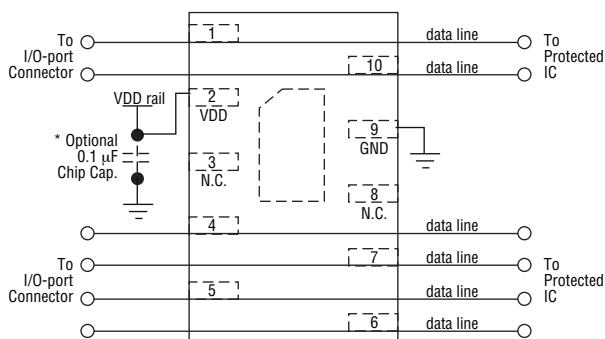 To
I/O-port
Connector
1
data line
To
Protected
IC
10
data line
VDD rail
2
VDD
* Optional
0.1 μF
Chip Cap.
9
GND
3
N.C.
8
N.C.
4
data line
To
I/O-port
Connector
7
data line
To
Protected
IC
5
data line
6
data line